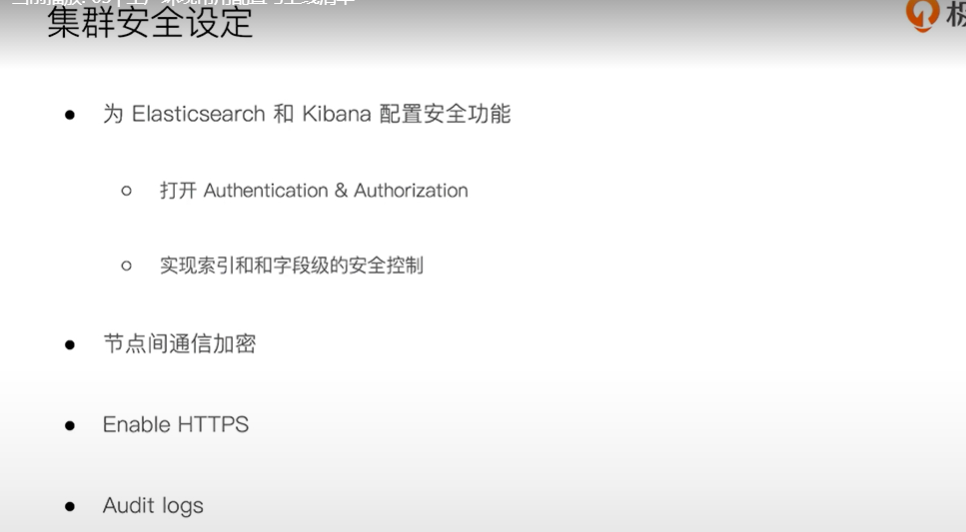 集群安全设定
极
为 Elasticsearch 和 Kibana 配置安全功能
打开 Authentication & Authorization
实现索引和和字段级的安全控制
节点间通信加密
Enable HTTPS
Audit logs